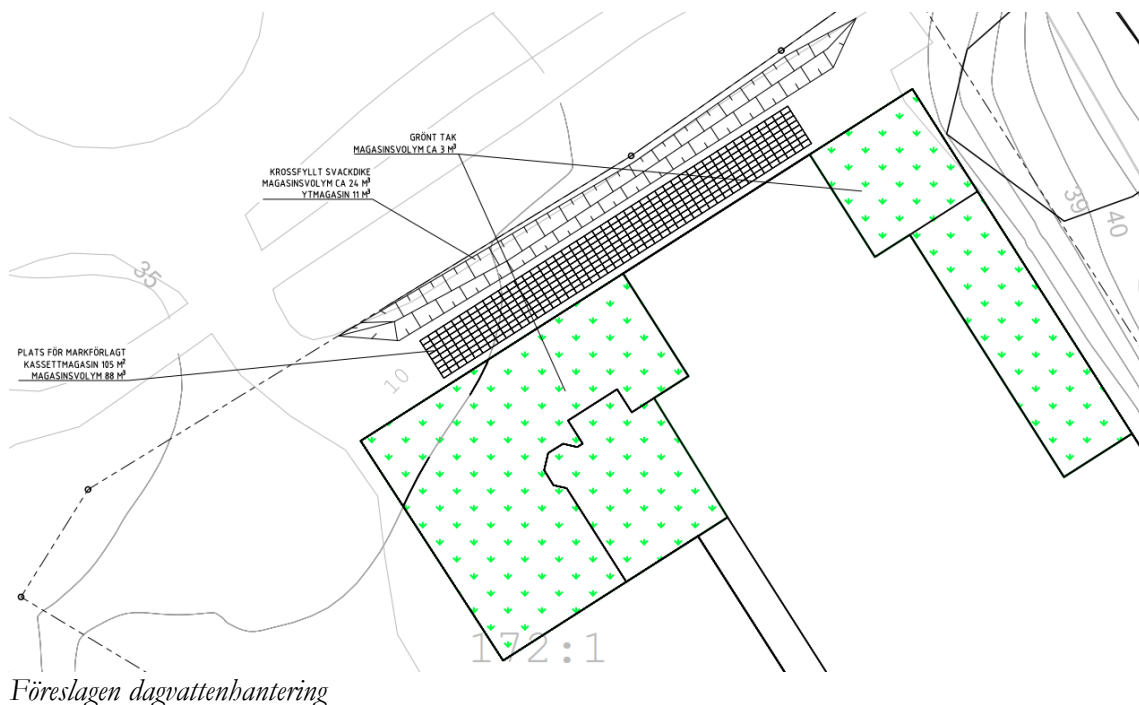 GRÖNT TAK
MAGASINSVOLYM CA 3 M³
KROSSFYLLT SVACKDIKE
MAGASINSVOLYM CA 24 M³
YTMAGASIN 11 M³
39
40
35
PLATS FÖR MARKFÖRLAGT
KASSETTMAGASIN 105 M²
MAGASINSVOLYM 88 M³
10
172:1
Föreslagen dagvattenhantering